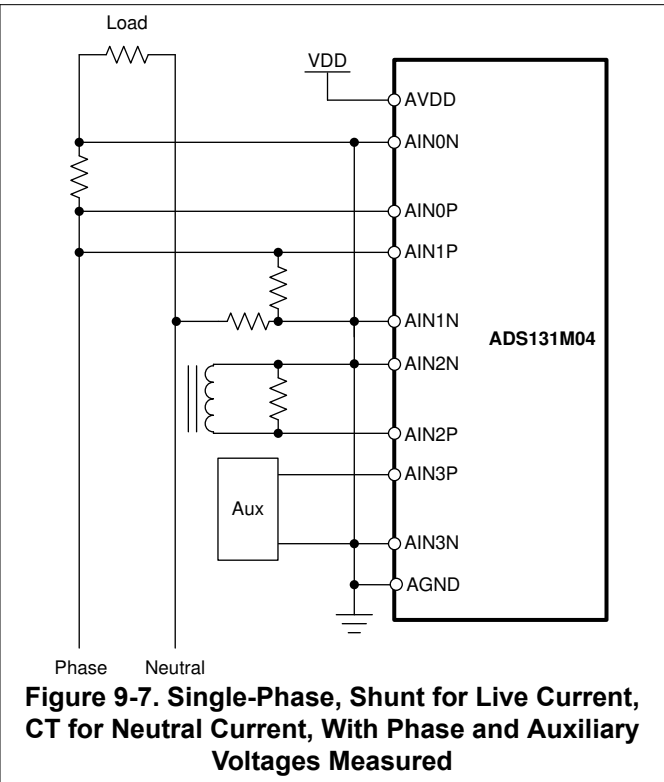 Load
VDD
AVDD
AIN0N
AIN0P
AIN1P
AIN1N
ADS131M04
AIN2N
AIN2P
AIN3P
Aux
AIN3N
AGND
Phase Neutral
Figure 9-7. Single-Phase, Shunt for Live Current,
CT for Neutral Current, With Phase and Auxiliary
Voltages Measured